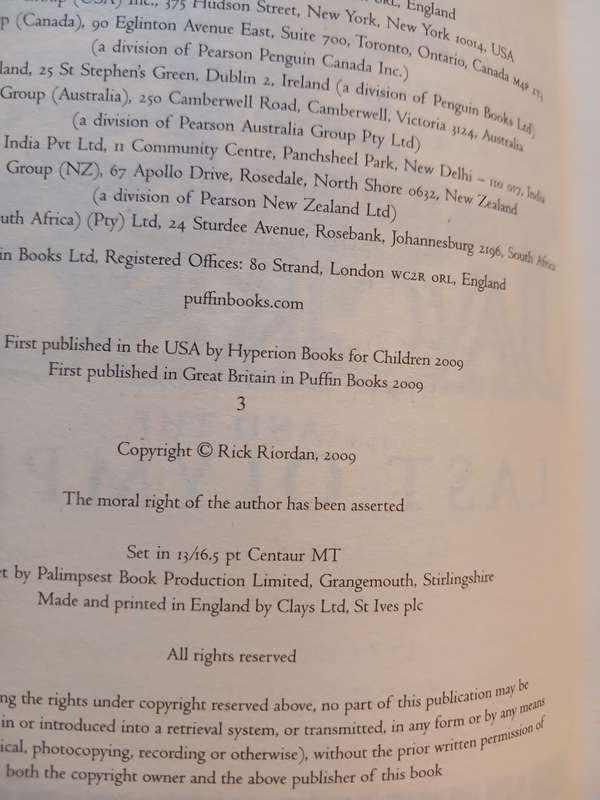 Inc., 375 Hudson Street, New York, New York 10014, USA
(Canada), 90 Eglinton Avenue East, Suite 700, Toronto, Ontario, Canada M4P 2Y3
(a division of Pearson Penguin Canada Inc.)
land, 25 St Stephen's Green, Dublin 2, Ireland (a division of Penguin Books Ltd)
Group (Australia), 250 Camberwell Road, Camberwell, Victoria 3124, Australia
(a division of Pearson Australia Group Pty Ltd)
India Pvt Ltd, 11 Community Centre, Panchsheel Park, New Delhi – 110 017, India
Group (NZ), 67 Apollo Drive, Rosedale, North Shore 0632, New Zealand
(a division of Pearson New Zealand Ltd)
outh Africa) (Pty) Ltd, 24 Sturdee Avenue, Rosebank, Johannesburg 2196, South Africa
in Books Ltd, Registered Offices: 80 Strand, London WC2R 0RL, England
puffinbooks.com
First published in the USA by Hyperion Books for Children 2009
First published in Great Britain in Puffin Books 2009
3
Copyright © Rick Riordan, 2009
The moral right of the author has been asserted
Set in 13/16.5 pt Centaur MT
et by Palimpsest Book Production Limited, Grangemouth, Stirlingshire
Made and printed in England by Clays Ltd, St Ives plc
All rights reserved
ng the rights under copyright reserved above, no part of this publication may be
in or introduced into a retrieval system, or transmitted, in any form or by any means
ical, photocopying, recording or otherwise), without the prior written permission of
both the copyright owner and the above publisher of this book